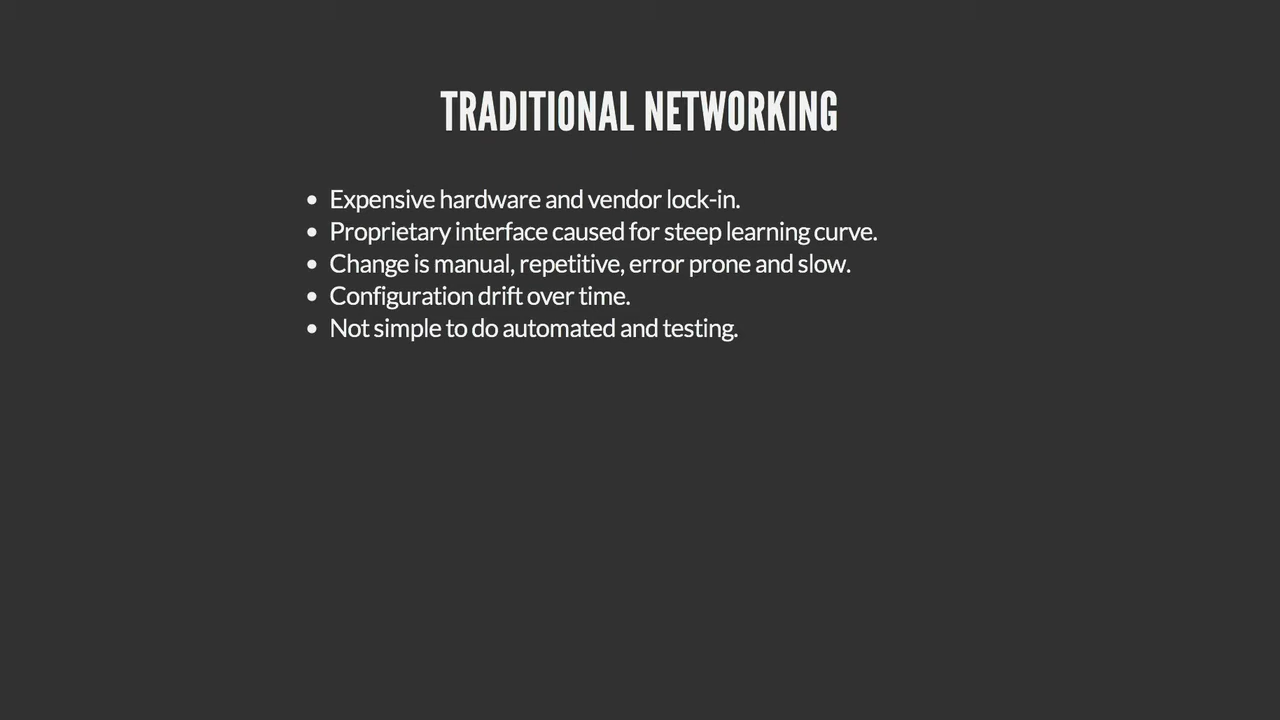 TRADITIONAL NETWORKING
• Expensive hardware and vendor lock-in.
• Proprietary interface caused for steep learning curve.
• Change is manual, repetitive, error prone and slow.
• Configuration drift over time.
• Not simple to do automated and testing.